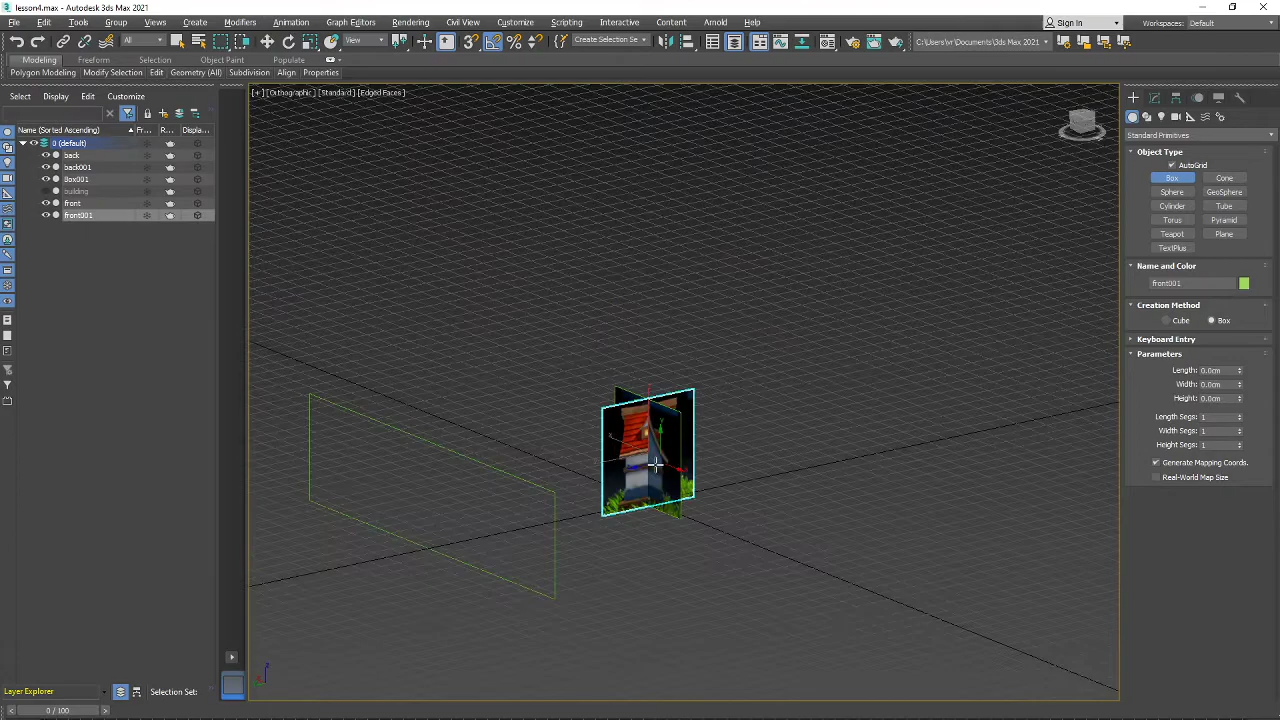 lesson4.max - Autodesk 3ds Max 2021
File Edit Tools Group Views Create Modifiers Animation Graph Editors Rendering Civil View Customize Scripting Interactive Content Arnold Help Sign In Workspaces: Default
All View Create Selection Se C:\Users\yr\Documents\3ds Max 2021
Modeling Freeform Selection Object Paint Populate
Polygon Modeling Modify Selection Edit Geometry (All) Subdivision Align Properties
Select Display Edit Customize
[+] [Orthographic] [Standard] [Edged Faces]
Name (Sorted Ascending) Fr... R... Displa...
0 (default)
back
back001
Box001
building
front
front001
Standard Primitives
Object Type
AutoGrid
Box Cone
Sphere GeoSphere
Cylinder Tube
Torus Pyramid
Teapot Plane
TextPlus
Name and Color
front001
Creation Method
Cube Box
Keyboard Entry
Parameters
Length: 0.0cm
Width: 0.0cm
Height: 0.0cm
Length Segs: 1
Width Segs: 1
Height Segs: 1
Generate Mapping Coords.
Real-World Map Size
Layer Explorer Selection Set:
0 / 100